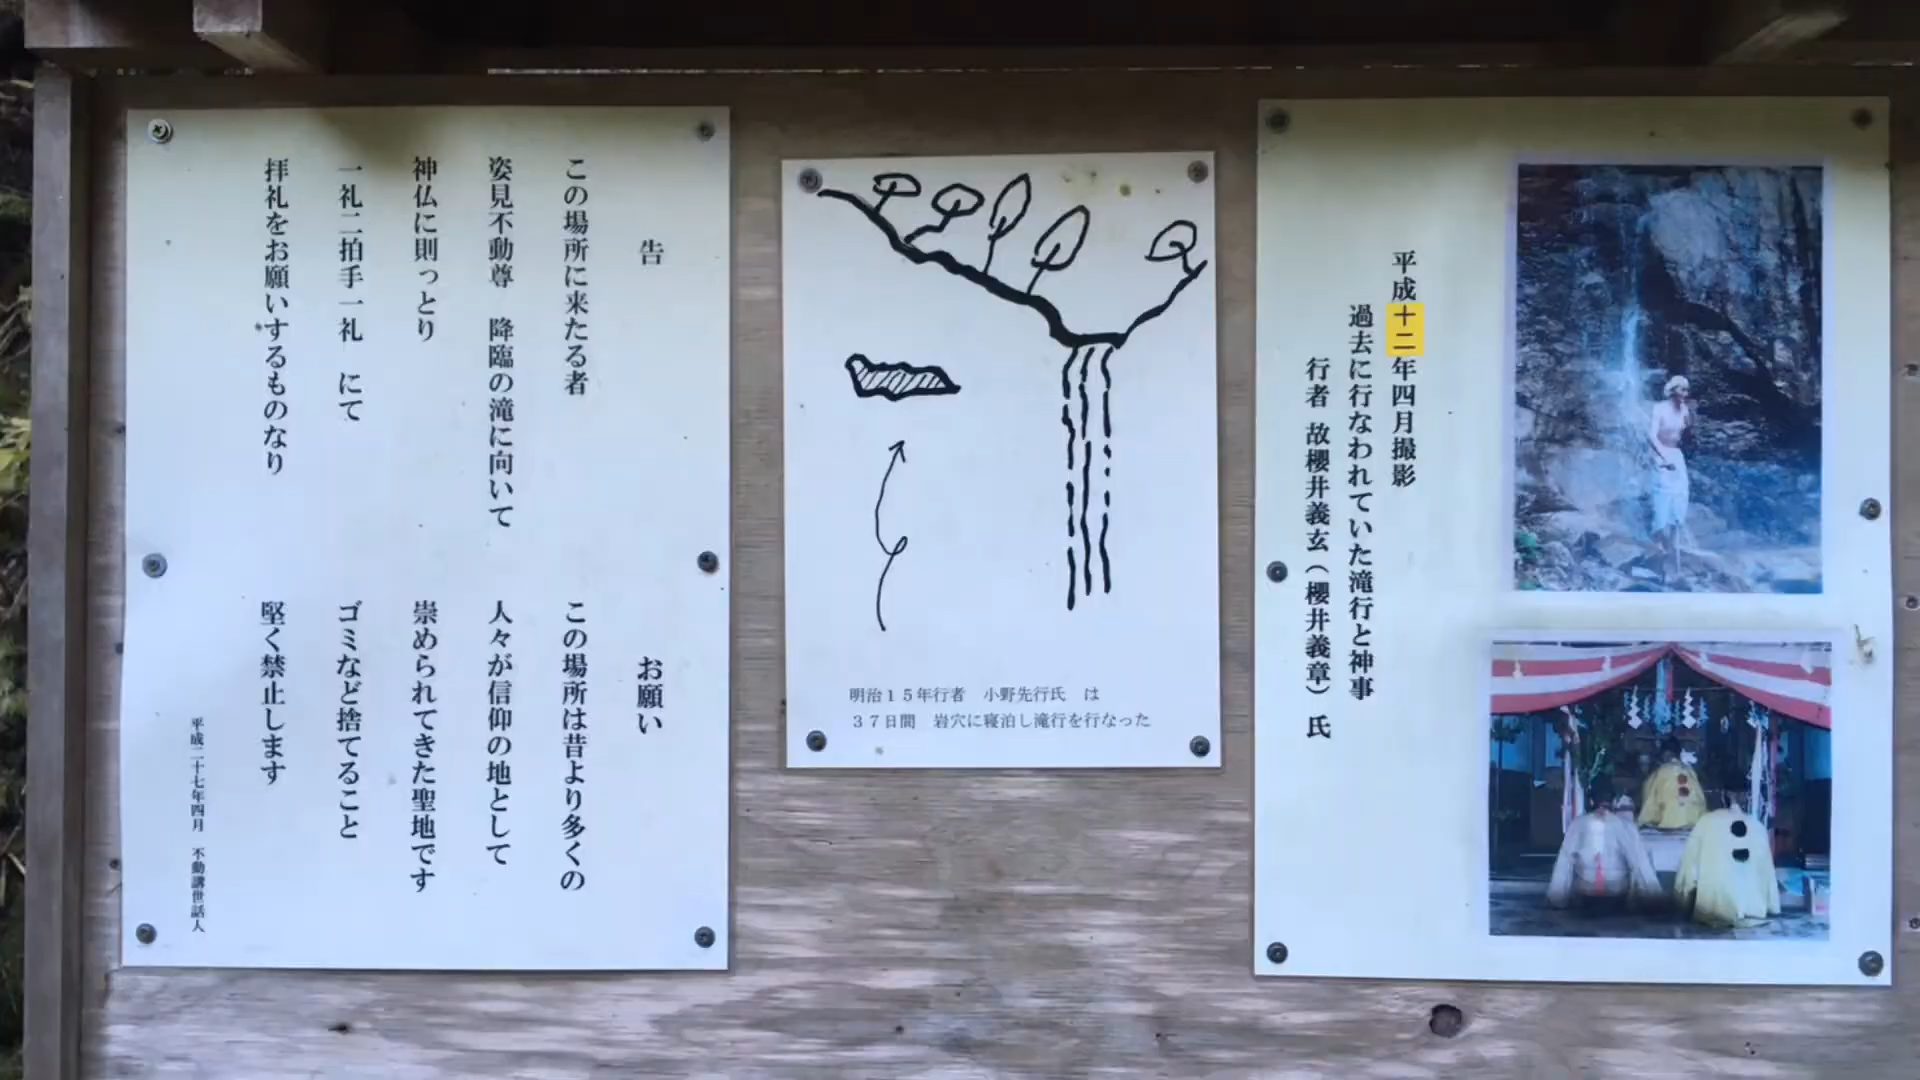 告
この場所に来たる者
姿見不動尊　降臨の滝に向いて
神仏に則っとり
一礼二拍手一礼　にて
拝礼をお願いするものなり
お願い
この場所は昔より多くの
人々が信仰の地として
崇められてきた聖地です
ゴミなど捨てること
堅く禁止します
平成二十七年四月　不動講世話人
明治１５年行者　小野先行氏　は
３７日間　岩穴に寝泊し滝行を行なった
平成十二年四月撮影
過去に行なわれていた滝行と神事
行者　故櫻井義玄（櫻井義章）氏